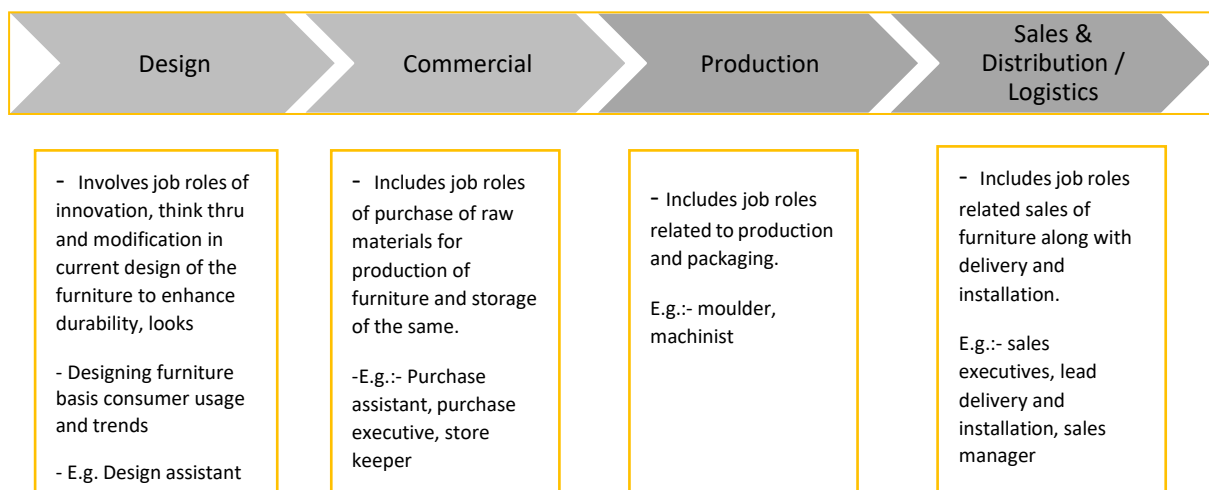 Design
Commercial
Production
Sales &
Distribution /
Logistics
- Involves job roles of
innovation, think thru
and modification in
current design of the
furniture to enhance
durability, looks
- Designing furniture
basis consumer usage
and trends
- E.g. Design assistant
- Includes job roles
of purchase of raw
materials for
production of
furniture and storage
of the same.
-E.g.:- Purchase
assistant, purchase
executive, store
keeper
- Includes job roles
related to production
and packaging.
E.g.:- moulder,
machinist
- Includes job roles
related sales of
furniture along with
delivery and
installation.
E.g.:- sales
executives, lead
delivery and
installation, sales
manager